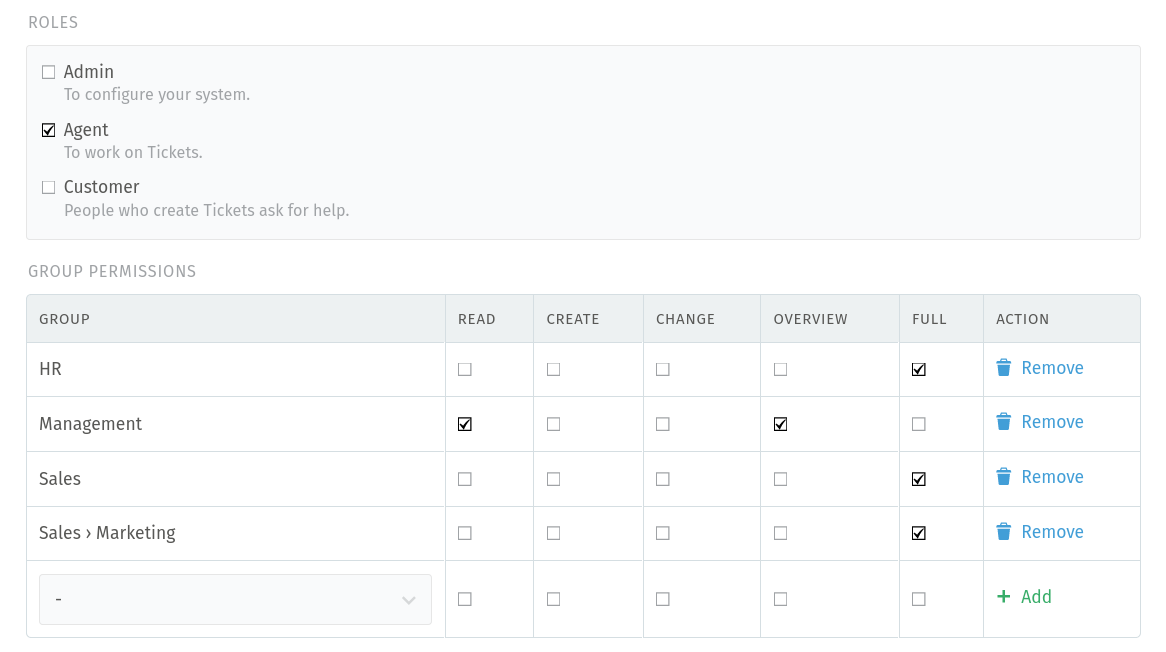 ROLES
Admin
To configure your system.
Agent
To work on Tickets.
Customer
People who create Tickets ask for help.
GROUP PERMISSIONS
GROUP READ CREATE CHANGE OVERVIEW FULL ACTION
HR Remove
Management Remove
Sales Remove
Sales › Marketing Remove
- Add